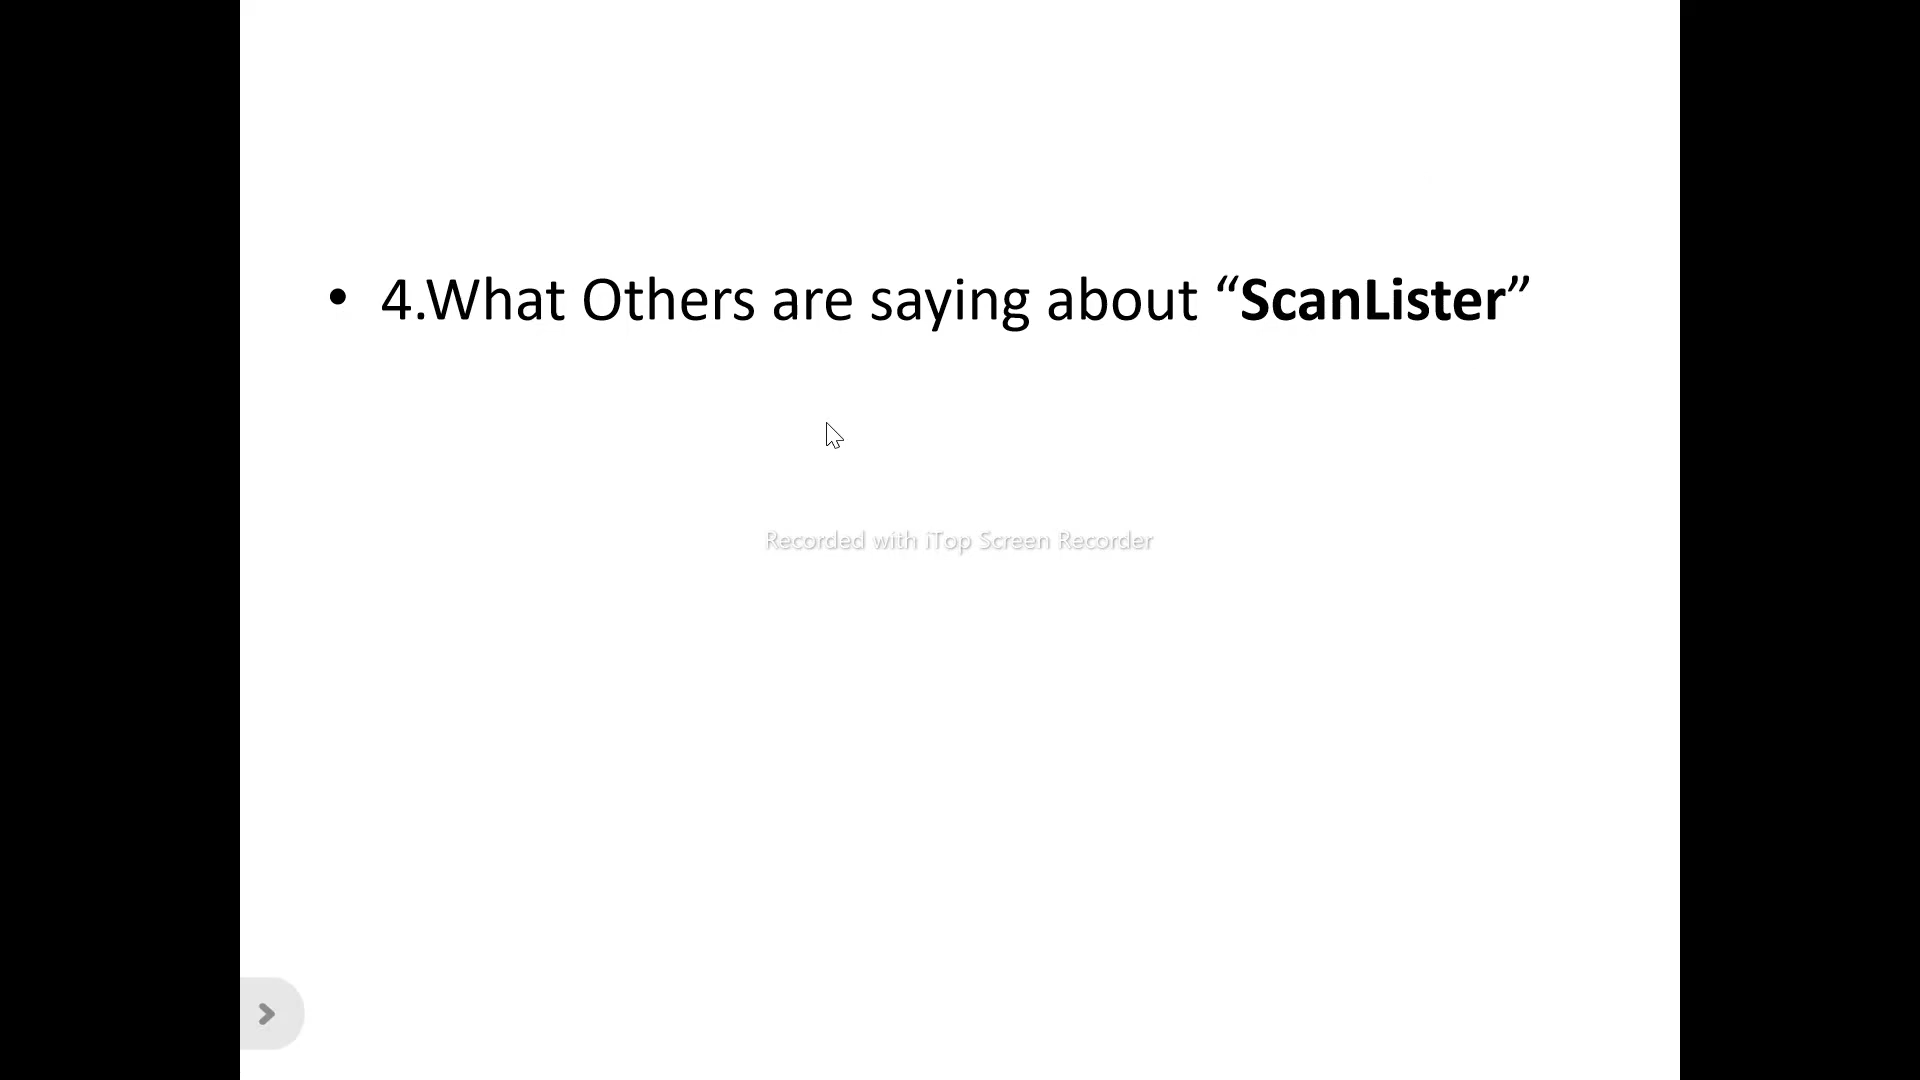 • 4.What Others are saying about “ScanLister”
Recorded with iTop Screen Recorder